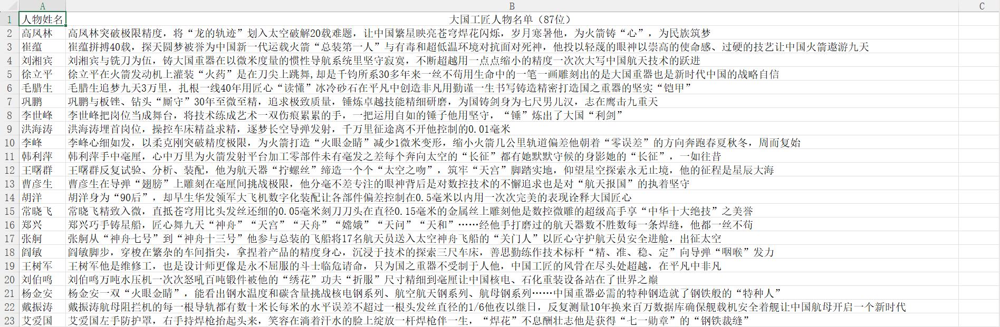 A B C
1 人物姓名 大国工匠人物名单（87位）
2 高凤林 高凤林突破极限精度，将“龙的轨迹”划入太空破解20载难题，让中国繁星映亮苍穹焊花闪烁，岁月寒暑他，为火箭铸“心”，为民族筑梦
3 崔蕴 崔蕴拼搏40载，探天圆梦被誉为中国新一代运载火箭“总装第一人”与有毒和超低温环境对抗面对死神，他投以轻蔑的眼神以崇高的使命感、过硬的技艺让中国火箭遨游九天
4 刘湘宾 刘湘宾与铣刀为伍，铸大国重器在以微米度量的惯性导航系统里坚守寂寞，不断超越用一点点缩小的精度一次次大写中国航天技术的跃进
5 徐立平 徐立平在火箭发动机上灌装“火药”是在刀尖上跳舞,却是千钧所系30多年来一丝不苟用生命中的一笔一画雕刻出的是大国重器也是新时代中国的战略自信
6 毛腊生 毛腊生追梦九天3万里，扎根一线40年用匠心“读懂”冰冷砂石在平凡中创造非凡用勤谨一生书写铸造精密打造国之重器的坚实“铠甲”
7 巩鹏 巩鹏与板锉、钻头“厮守”30年至微至精，追求极致质量，锤炼卓越技能精细研磨，为国铸剑身为七尺男儿汉，志在鹰击九重天
8 李世峰 李世峰把岗位当成舞台，将技术练成艺术一双伤痕累累的手，一把运用自如的锤子他用坚守，“锤”炼出了大国“利剑”
9 洪海涛 洪海涛埋首岗位，操控车床精益求精，逐梦长空导弹发射，千万里征途离不开他控制的0.01毫米
10 李峰 李峰心细如发，以柔克刚突破精度极限，为火箭打造“火眼金睛”减少1微米变形，缩小火箭几公里轨道偏差他朝着“零误差”的方向奔跑春夏秋冬，周而复始
11 韩利萍 韩利萍手中毫厘，心中万里为火箭发射平台加工零部件未有毫发之差每个奔向太空的“长征”都有她默默守候的身影她的“长征”，一如往昔
12 王曙群 王曙群反复试验、分析、装配，他为航天器“拧螺丝”缔造一个个“太空之吻”，筑牢“天宫”脚踏实地，仰望星空探索永无止境，他的征程是星辰大海
13 曹彦生 曹彦生在导弹“翅膀”上雕刻在毫厘间挑战极限，他分毫不差专注的眼神背后是对数控技术的不懈追求也是对“航天报国”的执着坚守
14 胡洋 胡洋身为“90后”，却早生华发领军大飞机数字化装配让各部件偏差控制在0.5毫米以内用一次次完美的表现诠释大国匠心
15 常晓飞 常晓飞精致入微，直抵苍穹用比头发丝还细的0.05毫米刻刀刀头在直径0.15毫米的金属丝上雕刻他是数控微雕的超级高手享“中华十大绝技”之美誉
16 郑兴 郑兴巧手铸星船，匠心舞九天“神舟”“天宫”“天舟”“嫦娥”“天问”“天和”……经他手打磨过的航天器数不胜数每一条焊缝，他都一丝不苟
17 张舸 张舸从“神舟七号”到“神舟十三号”他参与总装的飞船将17名航天员送入太空神舟飞船的“关门人”以匠心守护航天员安全进舱，出征太空
18 阎敏 阎敏脚步，穿梭在繁杂的车间指尖，拿捏着产品的精度身心，沉浸于技术的探索三尺车床，善思勤练作技术标杆“精、准、稳、定”向导弹“咽喉”发力
19 王树军 王树军他是维修工，也是设计师更像是永不屈服的斗士临危请命，只为国之重器不受制于人他，中国工匠的风骨在尽头处超越，在平凡中非凡
20 刘伯鸣 刘伯鸣万吨水压机一次次怒吼百吨锻件被他的“绣花”功夫“折服”尺寸精细到毫厘让中国核电、石化重装设备站在了世界之巅
21 杨金安 杨金安一双“火眼金睛”，能看出钢水温度和碳含量挑战核电钢系列、航空航天钢系列、航母钢系列……中国重器必需的特种钢造就了钢铁般的“特种人”
22 戴振涛 戴振涛航母阻拦机的每一根导轨都有数十米长每米的水平误差不超过一根头发丝直径的1/6他夜以继日，反复测量10年换来百万数据库确保舰载机安全着舰让中国航母开启一个新时代
23 艾爱国 艾爱国左手防护罩，右手持焊枪抬起头来，笑容在淌着汗水的脸上绽放一杆焊枪伴一生，“焊花”不息酬壮志他是获得“七一勋章”的“钢铁裁缝”